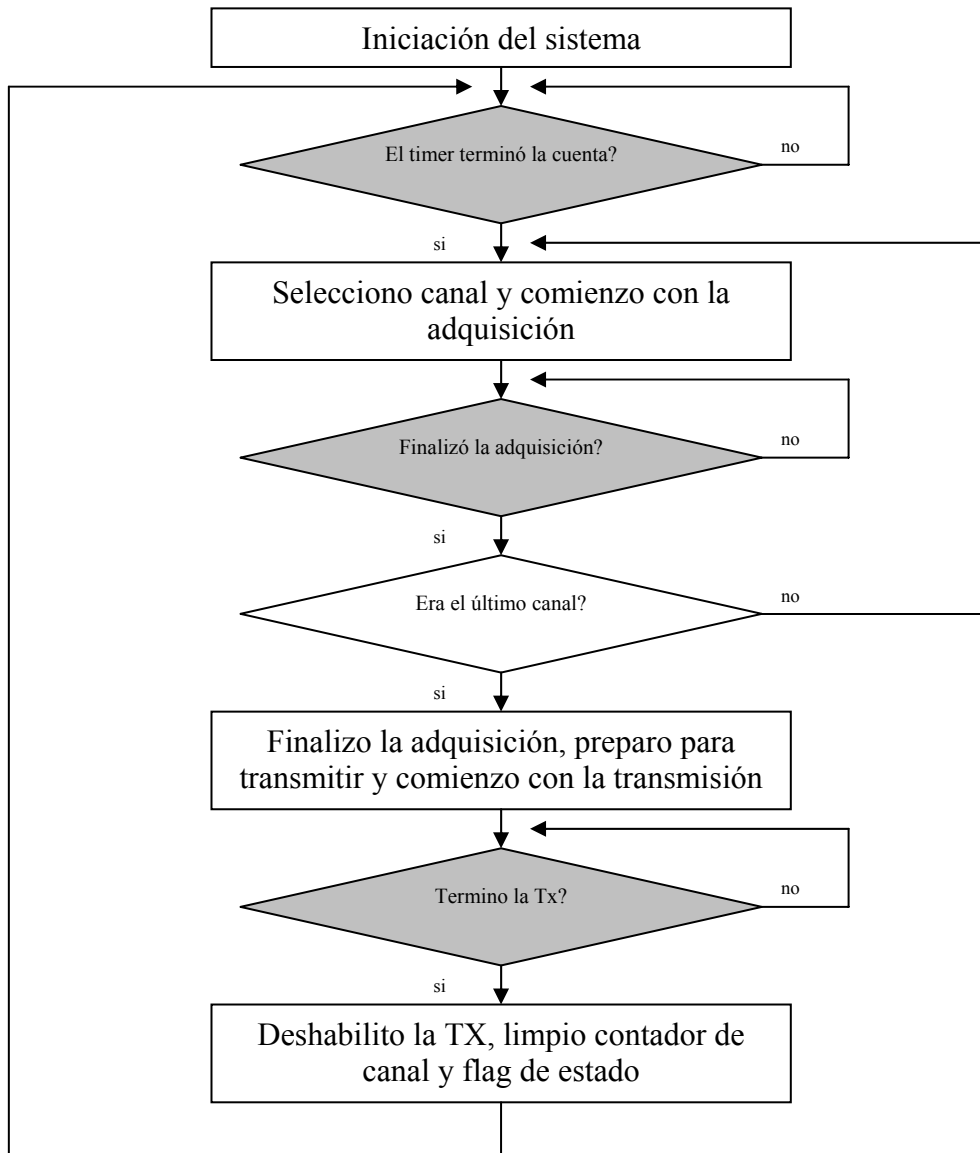 Iniciación del sistema
El timer terminó la cuenta?
no
si
Selecciono canal y comienzo con la
adquisición
Finalizó la adquisición?
no
si
Era el último canal?
no
si
Finalizo la adquisición, preparo para
transmitir y comienzo con la transmisión
Termino la Tx?
no
si
Deshabilito la TX, limpio contador de
canal y flag de estado